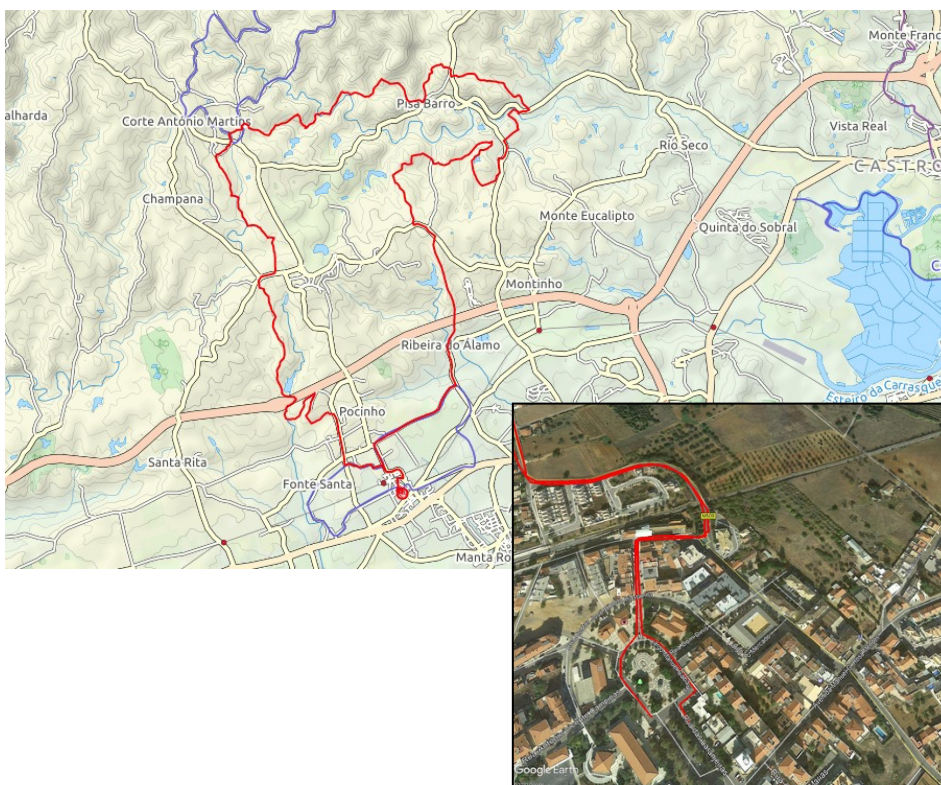 Monte Franc
alharda
Pisa Barro
Corte António Martins
Vista Real
Rio Seco
CASTRO
Champana
Monte Eucalipto
Quinta do Sobral
Montinho
Ribeira do Álamo
Esteiro da Carrasque
Pocinho
Santa Rita
Fonte Santa
Manta Ro
Google Earth